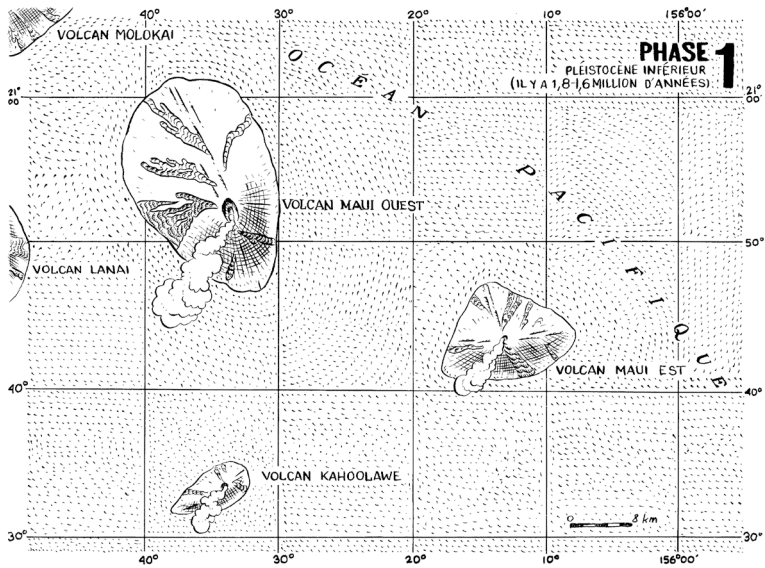 40°
30°
20°
10°
156°00'
VOLCAN MOLOKAI
PHASE 1
PLÉISTOCÈNE INFÉRIEUR
(IL Y A 1,8-1,6 MILLION D'ANNÉES)
OCÉAN PACIFIQUE
21°
00'
21°
00'
VOLCAN MAUI OUEST
50°
VOLCAN LANAI
VOLCAN MAUI EST
40°
40°
VOLCAN KAHOOLAWE
0 8 km
30°
30°
40°
30°
20°
10°
156°00'